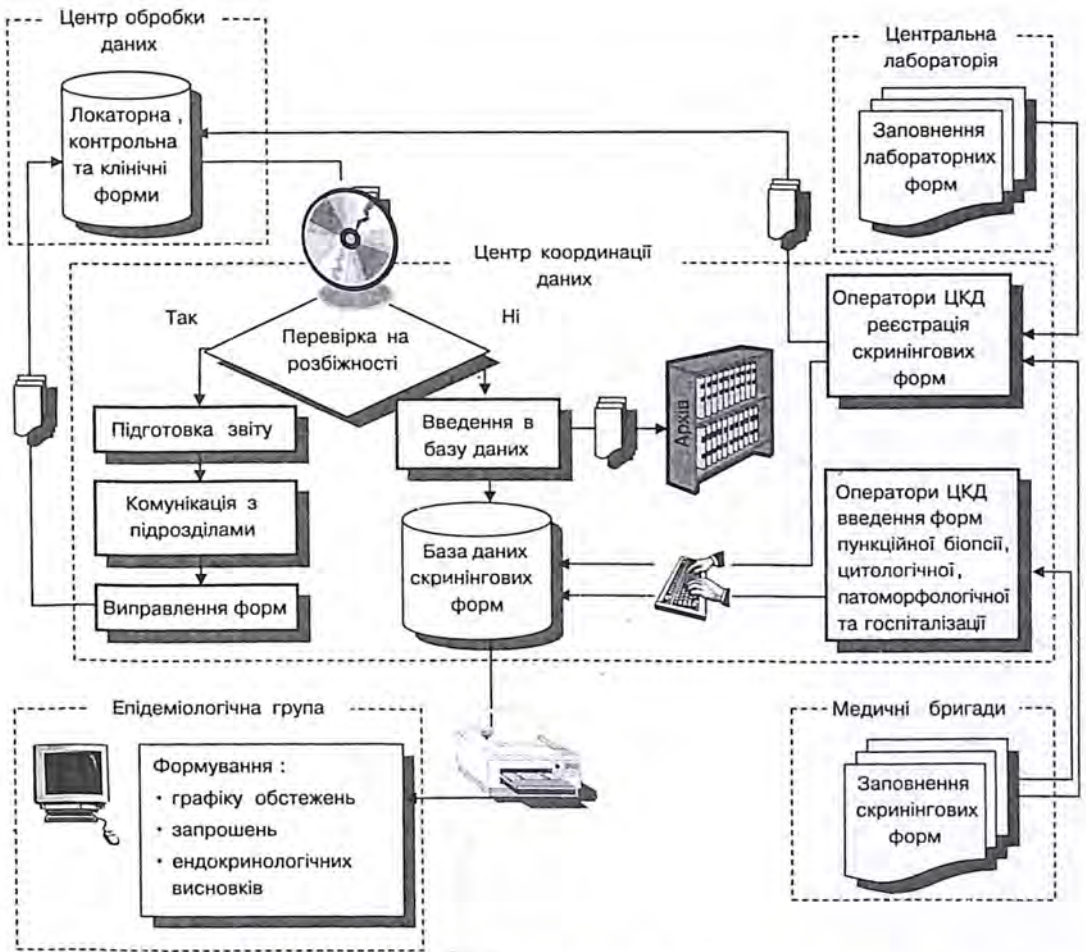 Центр обробки
даних
Локаторна ,
контрольна
та клінічні
форми
Центральна
лабораторія
Заповнення
лабораторних
форм
Центр координації
даних
Так
Перевірка на
розбіжності
Ні
Оператори ЦКД
реєстрація
скринінгових
форм
Підготовка звіту
Введення в
базу даних
Архів
Комунікація з
підрозділами
База даних
скринінгових
форм
Оператори ЦКД
введення форм
пункційної біопсії,
цитологічної,
патоморфологічної
та госпіталізації
Виправлення форм
Епідеміологічна група
Формування :
· графіку обстежень
· запрошень
· ендокринологічних
висновків
Медичні бригади
Заповнення
скринінгових
форм